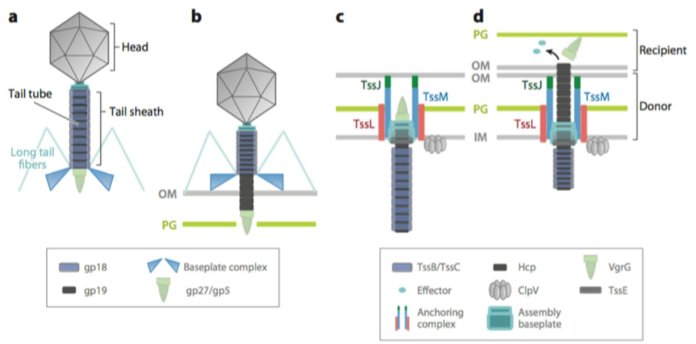 a
Head
Tail tube
Tail sheath
Long tail
fibers
b
OM
PG
gp18
Baseplate complex
gp19
gp27/gp5
c
TssJ
TssM
TssL
d
PG
OM
OM
TssJ
TssM
PG
TssL
IM
Recipient
Donor
TssB/TssC
Hcp
VgrG
Effector
ClpV
TssE
Anchoring
complex
Assembly
baseplate